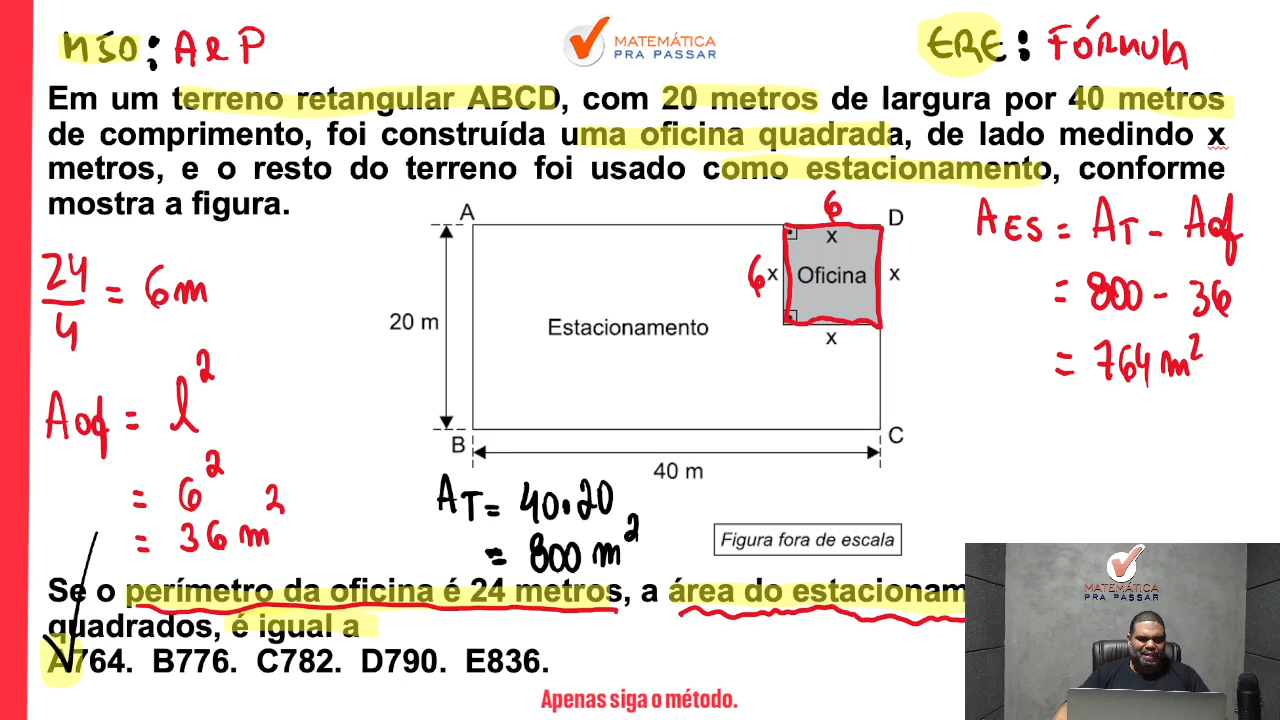 MSO: A e P
MATEMÁTICA
PRA PASSAR
ERE: FÓRMULA
Em um terreno retangular ABCD, com 20 metros de largura por 40 metros
de comprimento, foi construída uma oficina quadrada, de lado medindo x
metros, e o resto do terreno foi usado como estacionamento, conforme
mostra a figura.
A
6
D
x
6 x
Oficina
x
x
20 m
Estacionamento
B
C
40 m
24/4 = 6m
Aof = l²
= 6²
= 36 m²
AT = 40.20
= 800 m²
AES = AT - Aof
= 800 - 36
= 764 m²
Figura fora de escala
Se o perímetro da oficina é 24 metros, a área do estacionam
quadrados, é igual a
A764. B776. C782. D790. E836.
MATEMÁTICA
PRA PASSAR
Apenas siga o método.